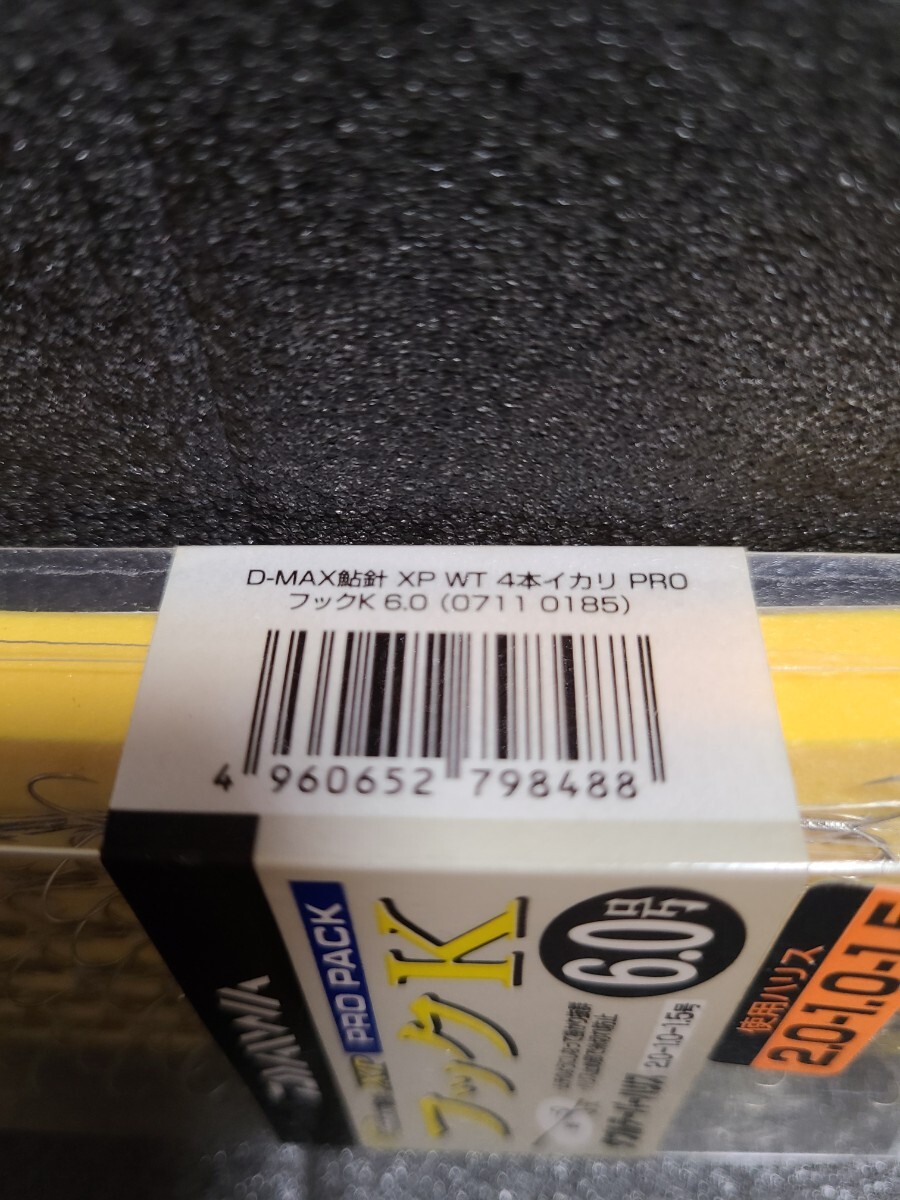 D-MAX鮎針 XP WT 4本イカリ PRO
フックK 6.0 (0711 0185)
4 960652 798488
DAIWA
PRO PACK
フックK
6.0号
2.0-1.0-1.5号
使用ハリス
2.0-1.0-1.5